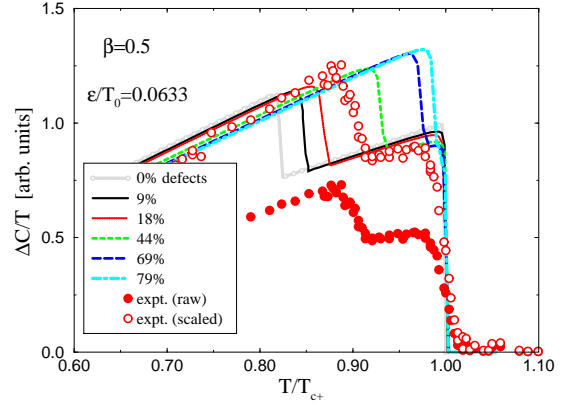 1.5
β=0.5
ε/T₀=0.0633
1.0
ΔC/T [arb. units]
0% defects
9%
18%
44%
69%
79%
expt. (raw)
expt. (scaled)
0.5
0.0
0.60 0.70 0.80 0.90 1.00 1.10
T/T_{c+}